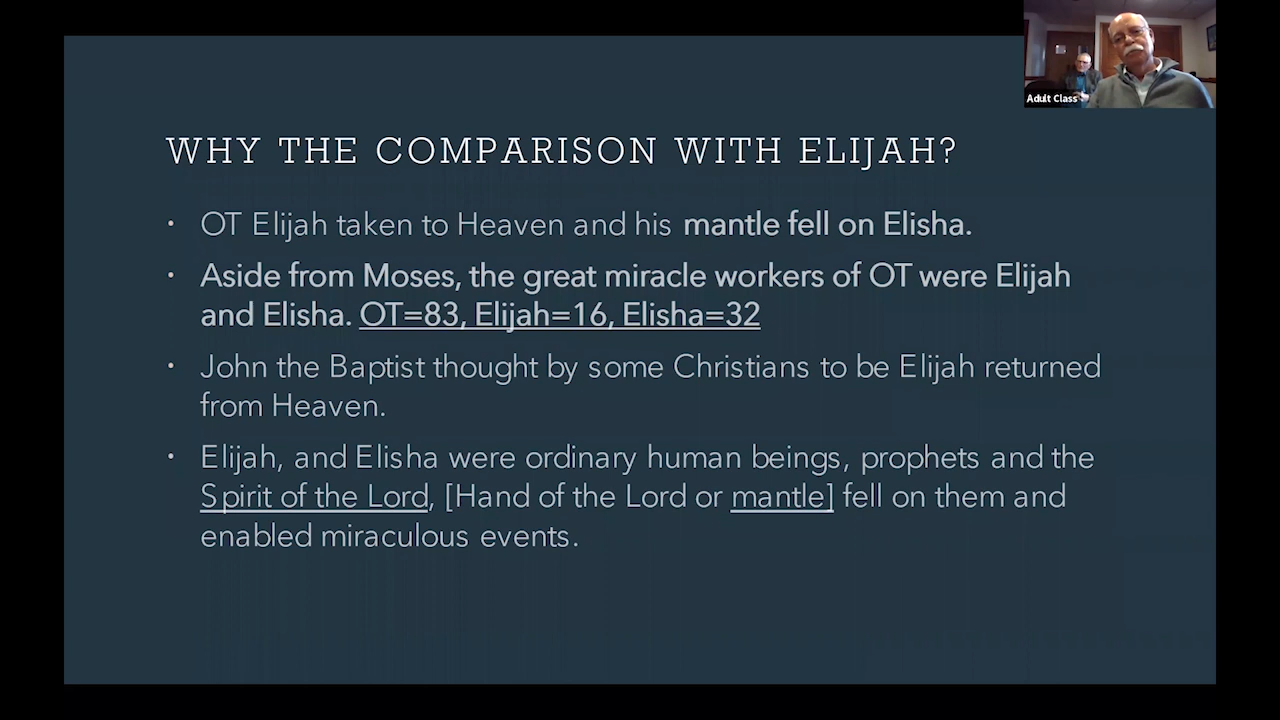 Adult Class
WHY THE COMPARISON WITH ELIJAH?
• OT Elijah taken to Heaven and his mantle fell on Elisha.
• Aside from Moses, the great miracle workers of OT were Elijah
and Elisha. OT=83, Elijah=16, Elisha=32
• John the Baptist thought by some Christians to be Elijah returned
from Heaven.
• Elijah, and Elisha were ordinary human beings, prophets and the
Spirit of the Lord, [Hand of the Lord or mantle] fell on them and
enabled miraculous events.